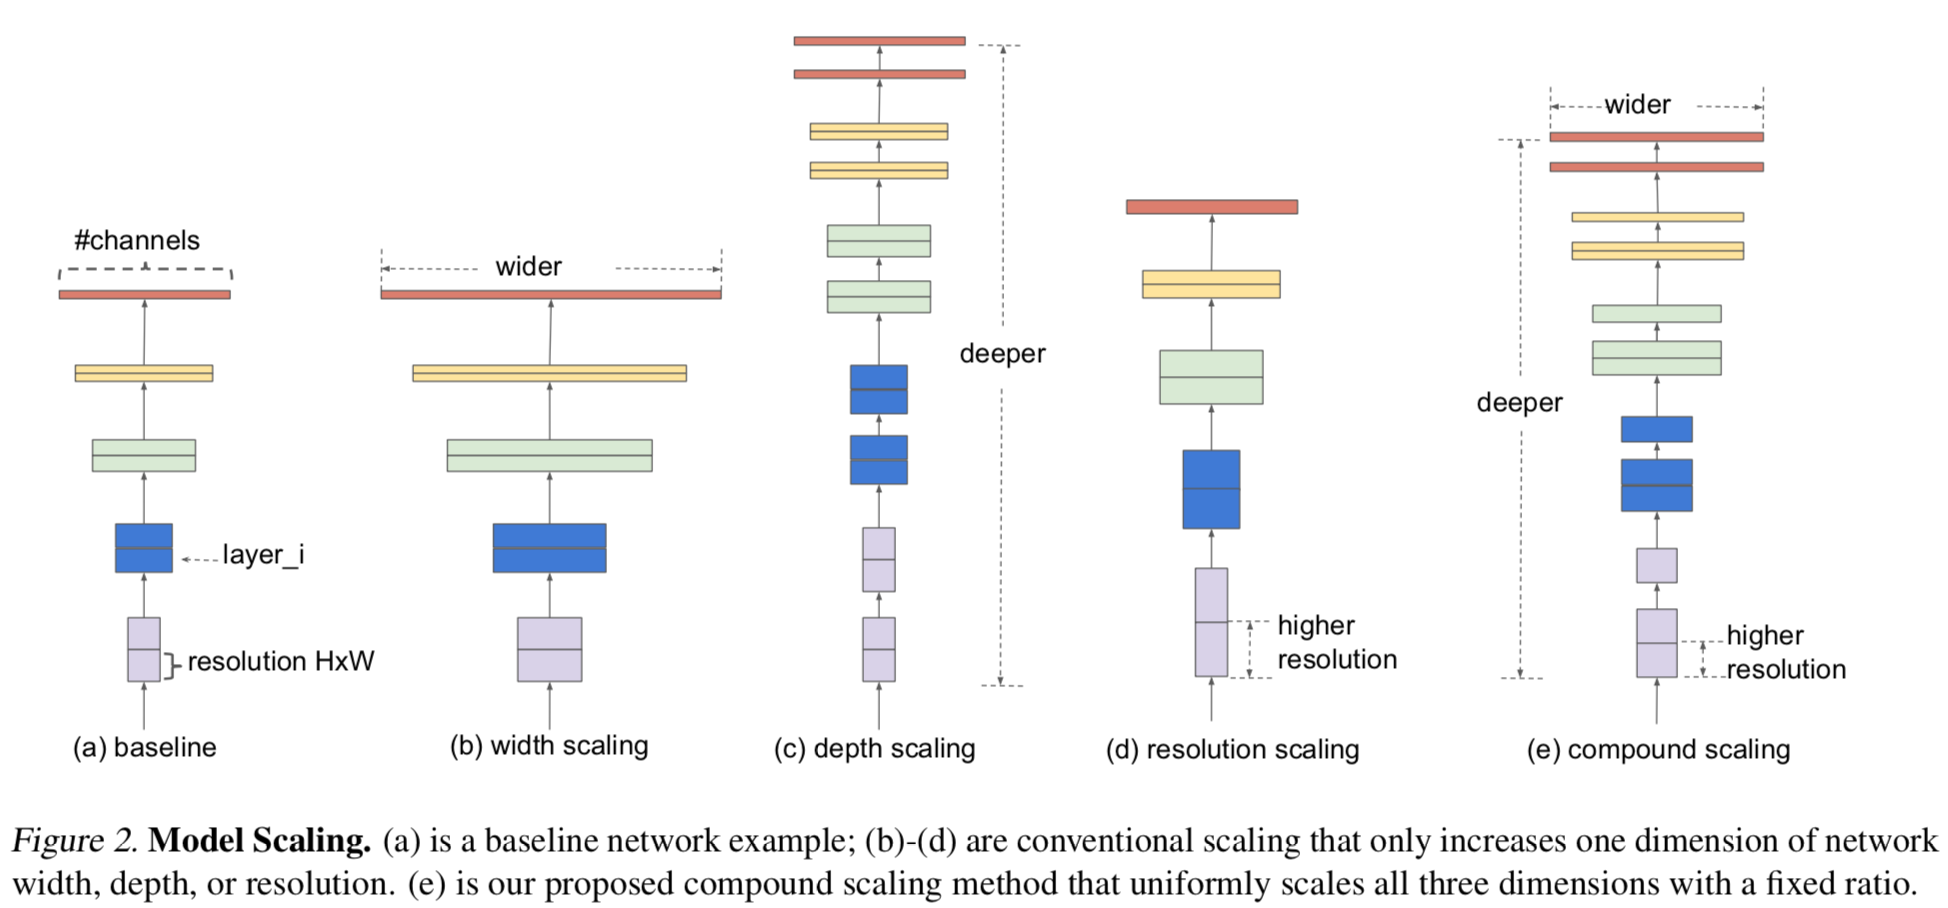 #channels
layer_i
resolution HxW
(a) baseline
wider
(b) width scaling
deeper
(c) depth scaling
higher
resolution
(d) resolution scaling
wider
deeper
higher
resolution
(e) compound scaling
Figure 2. Model Scaling. (a) is a baseline network example; (b)-(d) are conventional scaling that only increases one dimension of network
width, depth, or resolution. (e) is our proposed compound scaling method that uniformly scales all three dimensions with a fixed ratio.